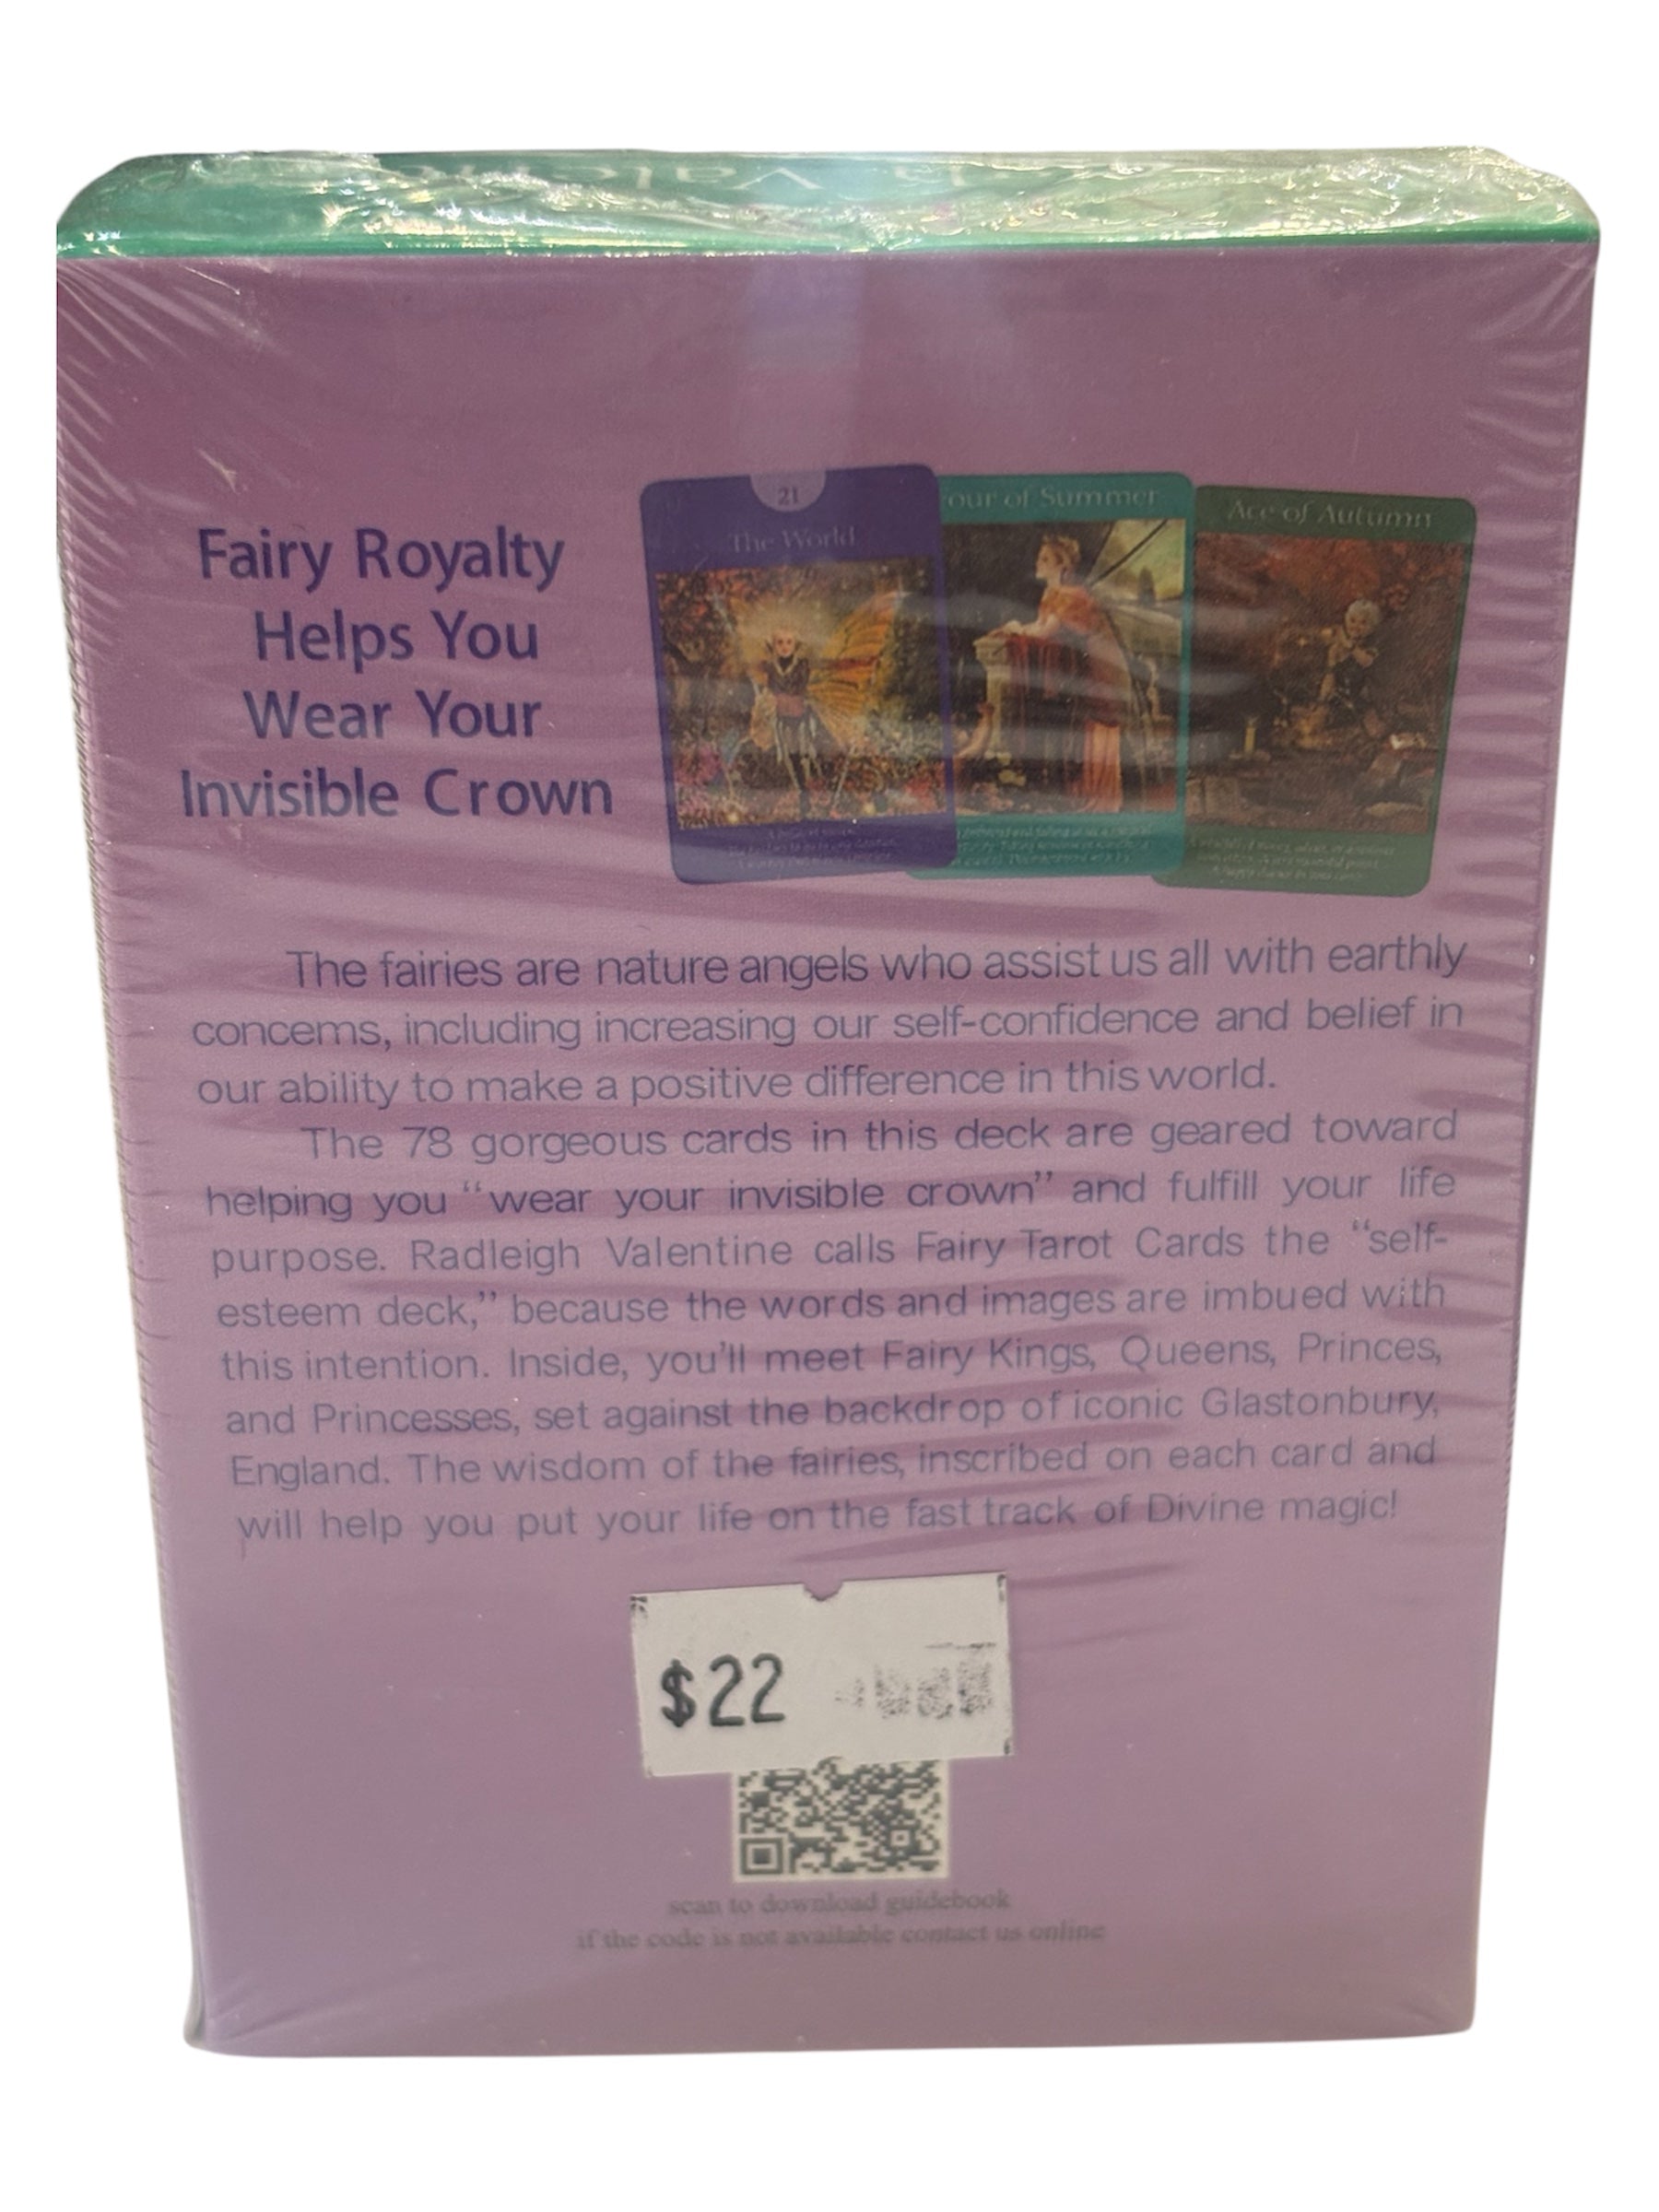 Fairy Royalty
Helps You
Wear Your
Invisible Crown
21
The World
our of Summer
Ace of Autumn
The fairies are nature angels who assist us all with earthly
concems, including increasing our self-confidence and belief in
our ability to make a positive difference in this world.
The 78 gorgeous cards in this deck are geared toward
helping you “wear your invisible crown” and fulfill your life
purpose. Radleigh Valentine calls Fairy Tarot Cards the “self-
esteem deck,” because the words and images are imbued with
this intention. Inside, you’ll meet Fairy Kings, Queens, Princes,
and Princesses, set against the backdrop of iconic Glastonbury,
England. The wisdom of the fairies, inscribed on each card and
will help you put your life on the fast track of Divine magic!
$22
scan to download guidebook
if the code is not available contact us online